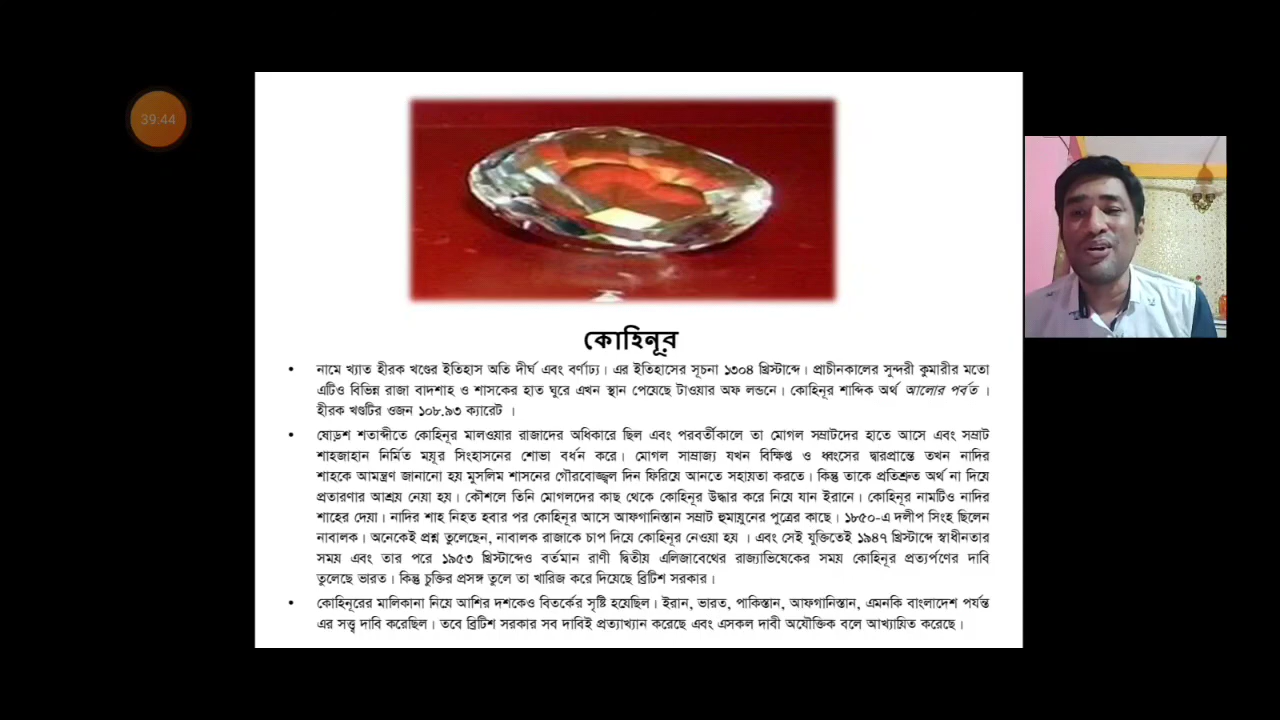 39:44
কোহিনূর
• নামে খ্যাত হীরক খণ্ডের ইতিহাস অতি দীর্ঘ এবং বর্ণাঢ্য। এর ইতিহাসের সূচনা ১৩০৪ খ্রিস্টাব্দে। প্রাচীনকালের সুন্দরী কুমারীর মতো
এটিও বিভিন্ন রাজা বাদশাহ ও শাসকের হাত ঘুরে এখন স্থান পেয়েছে টাওয়ার অফ লন্ডনে। কোহিনূর শাব্দিক অর্থ আলোর পর্বত ।
হীরক খণ্ডটির ওজন ১০৮.৯৩ ক্যারেট ।
• ষোড়শ শতাব্দীতে কোহিনূর মালওয়ার রাজাদের অধিকারে ছিল এবং পরবর্তীকালে তা মোগল সম্রাটদের হাতে আসে এবং সম্রাট
শাহজাহান নির্মিত ময়ূর সিংহাসনের শোভা বর্ধন করে। মোগল সাম্রাজ্য যখন বিক্ষিপ্ত ও ধ্বংসের দ্বারপ্রান্তে তখন নাদির
শাহকে আমন্ত্রণ জানানো হয় মুসলিম শাসনের গৌরবোজ্জ্বল দিন ফিরিয়ে আনতে সহায়তা করতে। কিন্তু তাকে প্রতিশ্রুত অর্থ না দিয়ে
প্রতারণার আশ্রয় নেয়া হয়। কৌশলে তিনি মোগলদের কাছ থেকে কোহিনূর উদ্ধার করে নিয়ে যান ইরানে। কোহিনূর নামটিও নাদির
শাহের দেয়া। নাদির শাহ নিহত হবার পর কোহিনূর আসে আফগানিস্তান সম্রাট হুমায়ুনের পুত্রের কাছে। ১৮৫০-এ দলীপ সিংহ ছিলেন
নাবালক। অনেকেই প্রশ্ন তুলেছেন, নাবালক রাজাকে চাপ দিয়ে কোহিনূর নেওয়া হয় । এবং সেই যুক্তিতেই ১৯৪৭ খ্রিস্টাব্দে স্বাধীনতার
সময় এবং তার পরে ১৯৫৩ খ্রিস্টাব্দেও বর্তমান রাণী দ্বিতীয় এলিজাবেথের রাজ্যাভিষেকের সময় কোহিনূর প্রত্যর্পণের দাবি
তুলেছে ভারত। কিন্তু চুক্তির প্রসঙ্গ তুলে তা খারিজ করে দিয়েছে ব্রিটিশ সরকার।
• কোহিনূরের মালিকানা নিয়ে আশির দশকেও বিতর্কের সৃষ্টি হয়েছিল। ইরান, ভারত, পাকিস্তান, আফগানিস্তান, এমনকি বাংলাদেশ পর্যন্ত
এর সত্ত্ব দাবি করেছিল। তবে ব্রিটিশ সরকার সব দাবিই প্রত্যাখ্যান করেছে এবং এসকল দাবী অযৌক্তিক বলে আখ্যায়িত করেছে।